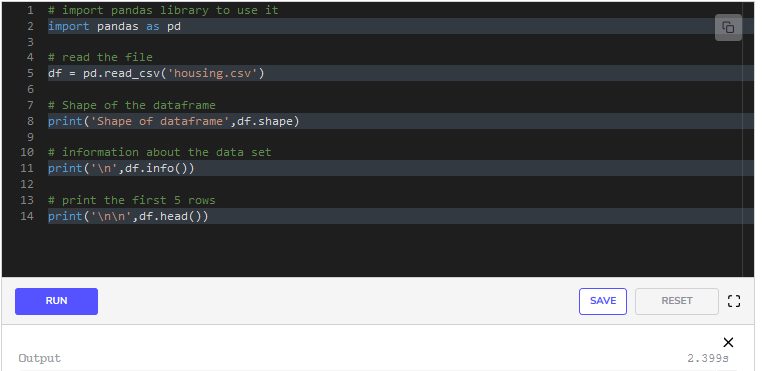 1 # import pandas library to use it
2 import pandas as pd
3
4 # read the file
5 df = pd.read_csv('housing.csv')
6
7 # Shape of the dataframe
8 print('Shape of dataframe',df.shape)
9
10 # information about the data set
11 print('\n',df.info())
12
13 # print the first 5 rows
14 print('\n\n',df.head())
RUN SAVE RESET
Output 2.399s